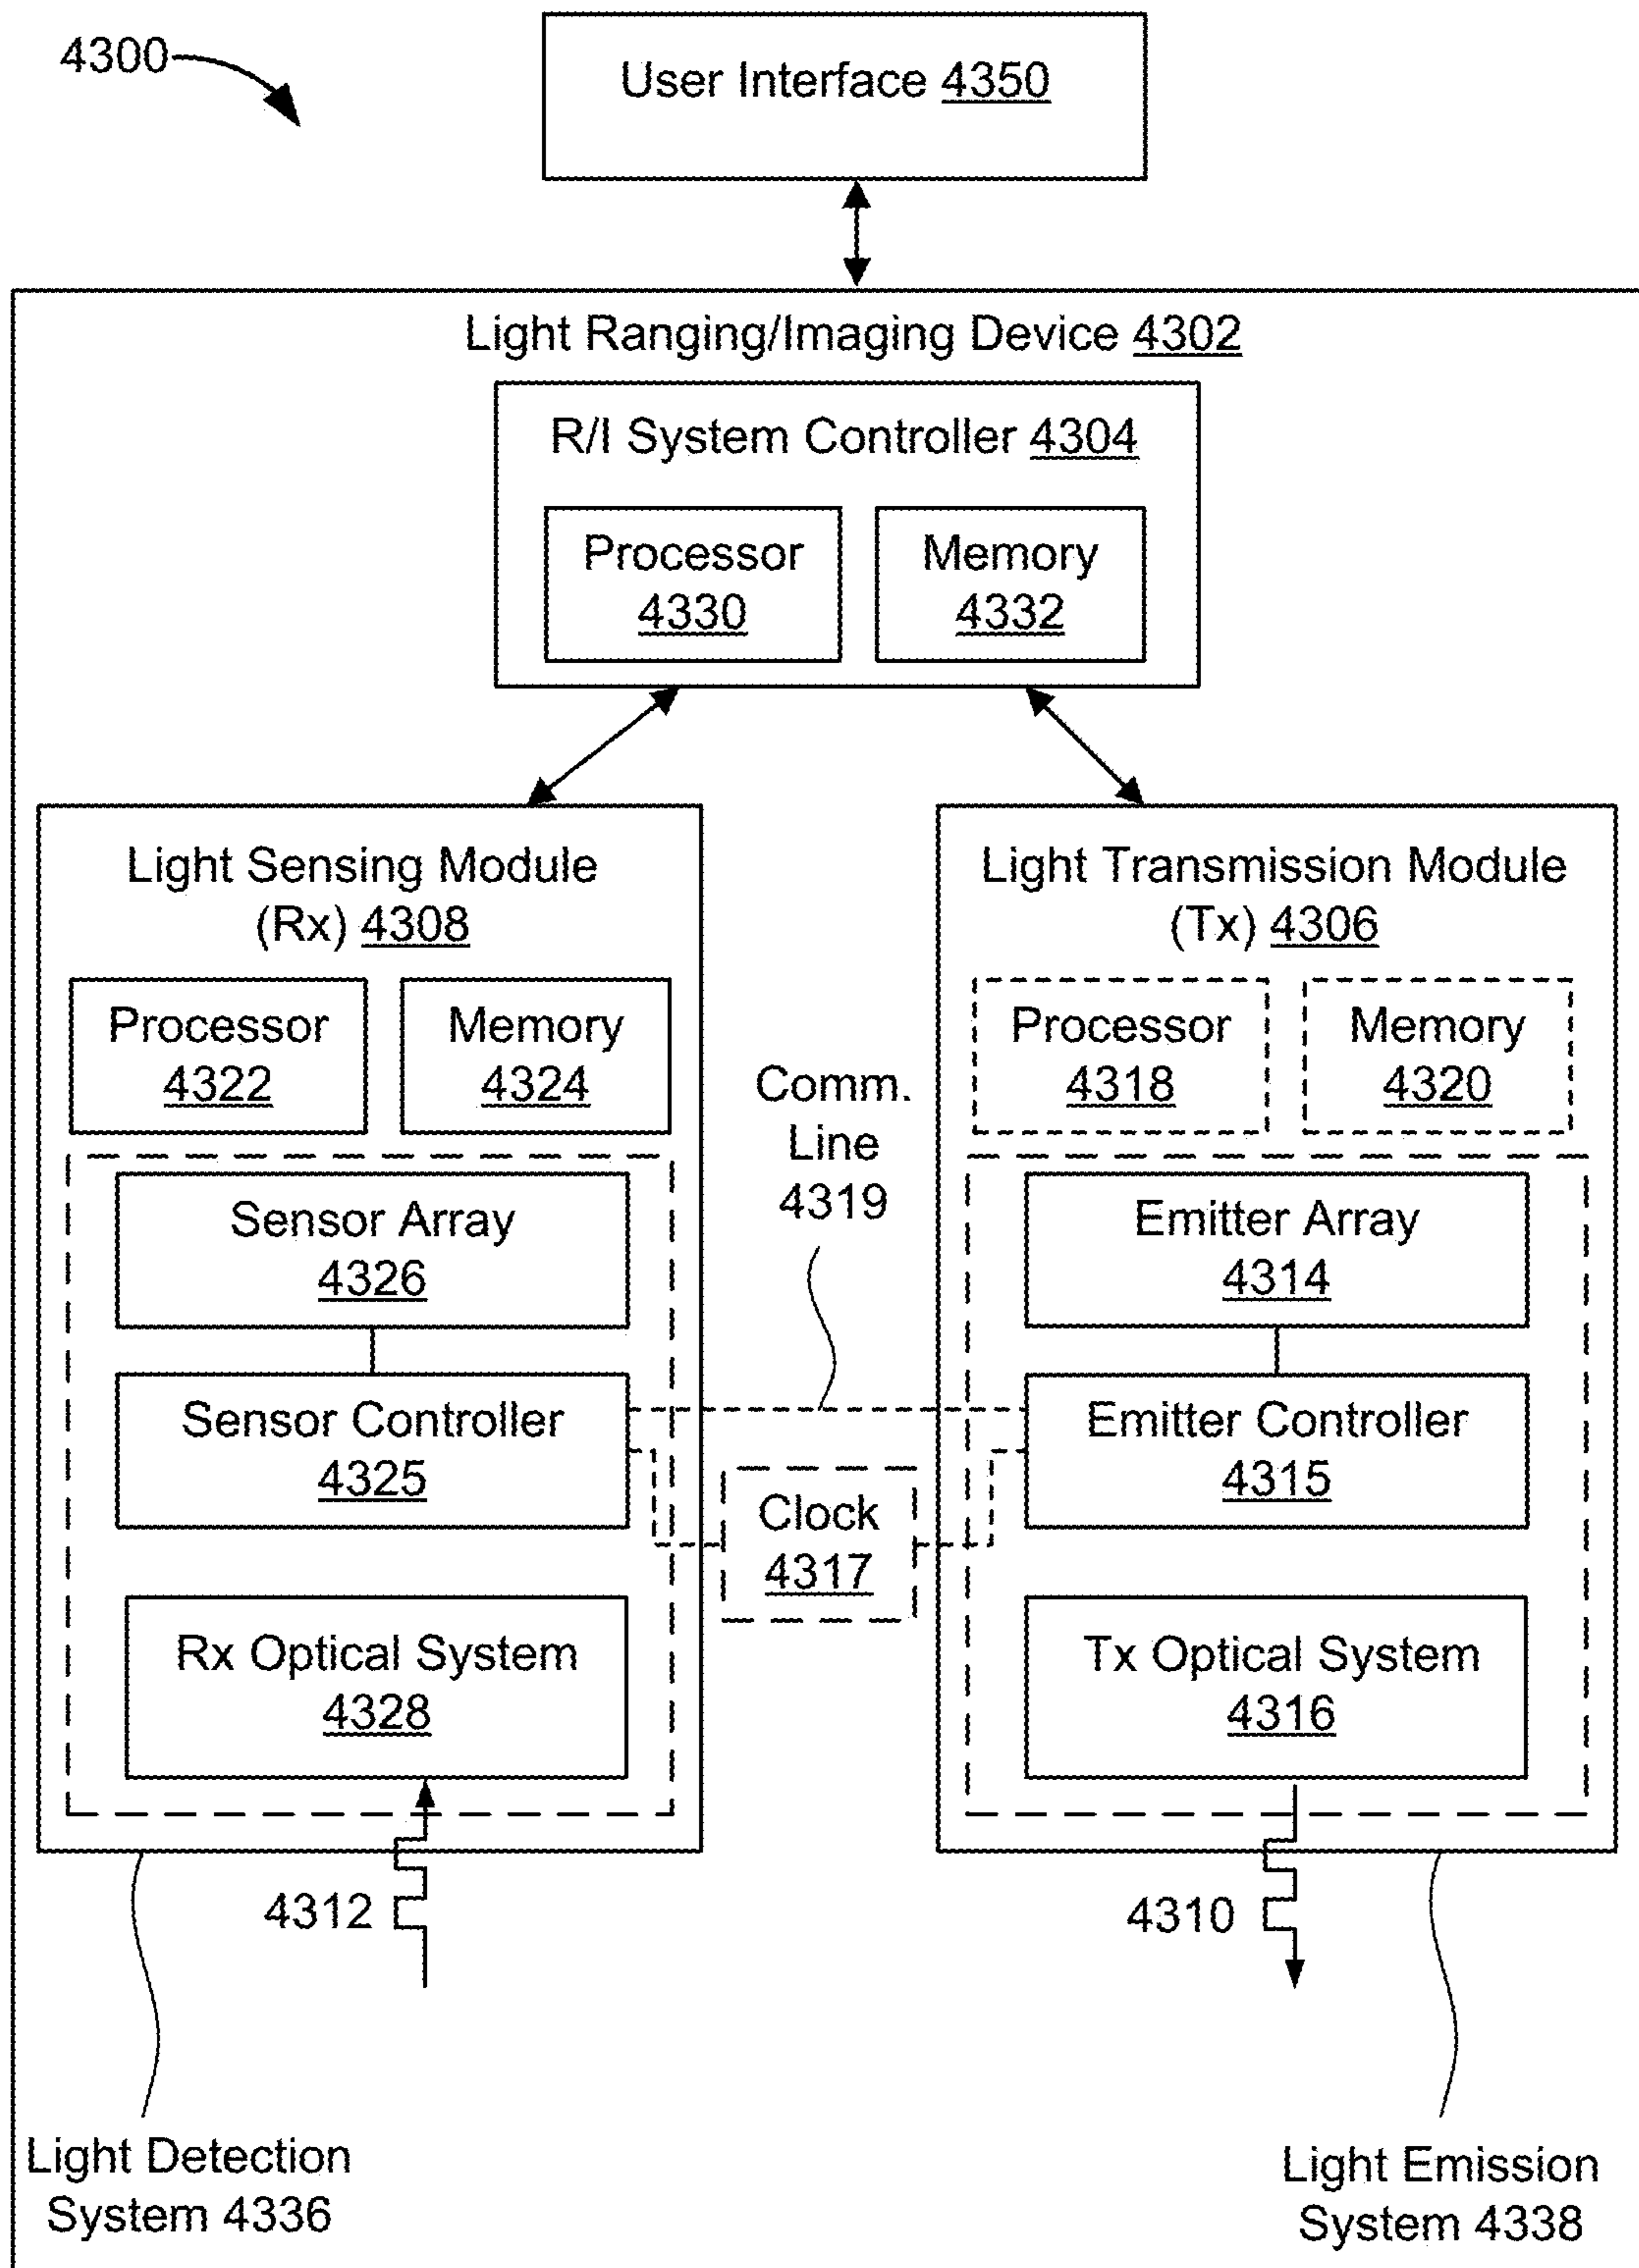 4300
User Interface 4350
Light Ranging/Imaging Device 4302
R/I System Controller 4304
Processor
4330
Memory
4332
Light Sensing Module
(Rx) 4308
Processor
4322
Memory
4324
Sensor Array
4326
Sensor Controller
4325
Rx Optical System
4328
4312
Light Detection
System 4336
Comm.
Line
4319
Clock
4317
Light Transmission Module
(Tx) 4306
Processor
4318
Memory
4320
Emitter Array
4314
Emitter Controller
4315
Tx Optical System
4316
4310
Light Emission
System 4338